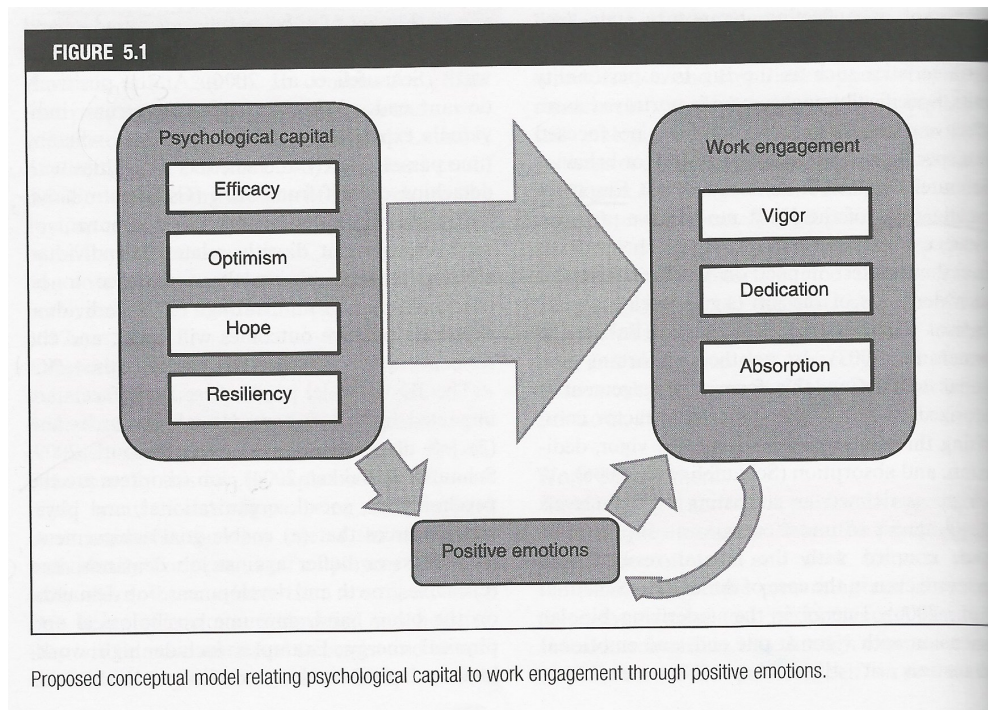 FIGURE 5.1
Psychological capital
Efficacy
Optimism
Hope
Resiliency
Work engagement
Vigor
Dedication
Absorption
Positive emotions
Proposed conceptual model relating psychological capital to work engagement through positive emotions.